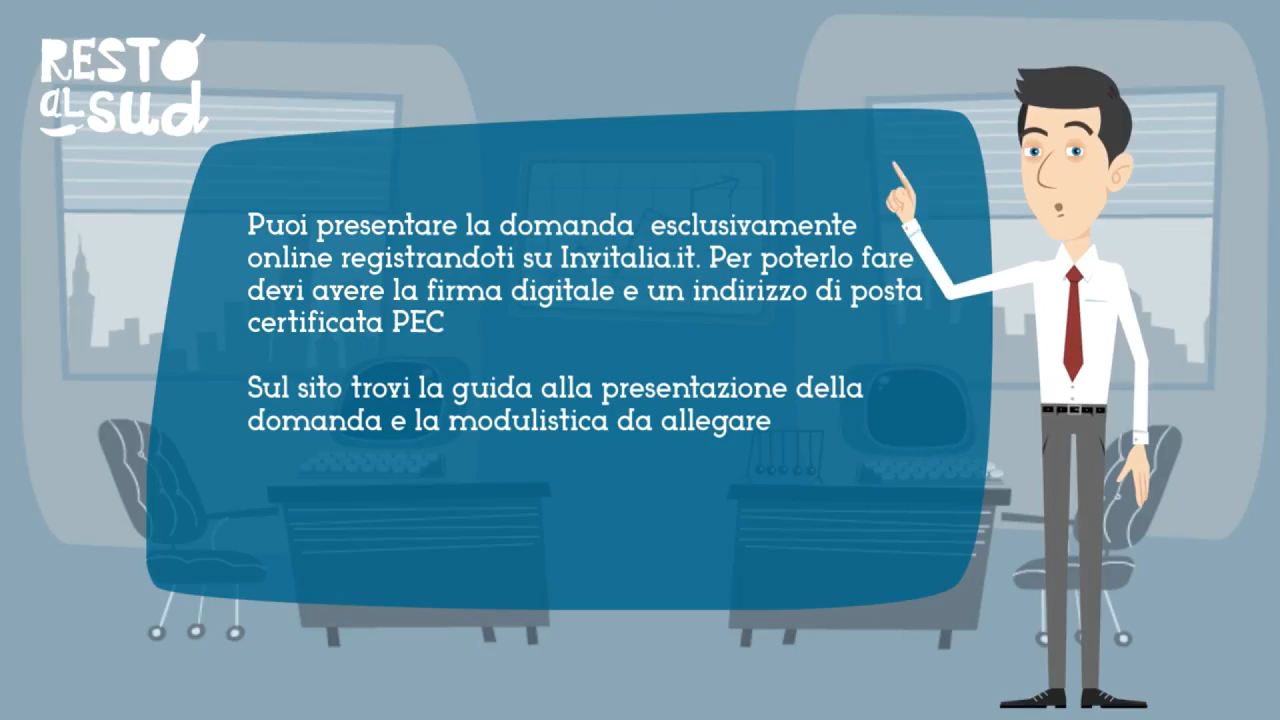 RESTO
AL SUD
Puoi presentare la domanda  esclusivamente
online registrandoti su Invitalia.it. Per poterlo fare
devi avere la firma digitale e un indirizzo di posta
certificata PEC
Sul sito trovi la guida alla presentazione della
domanda e la modulistica da allegare